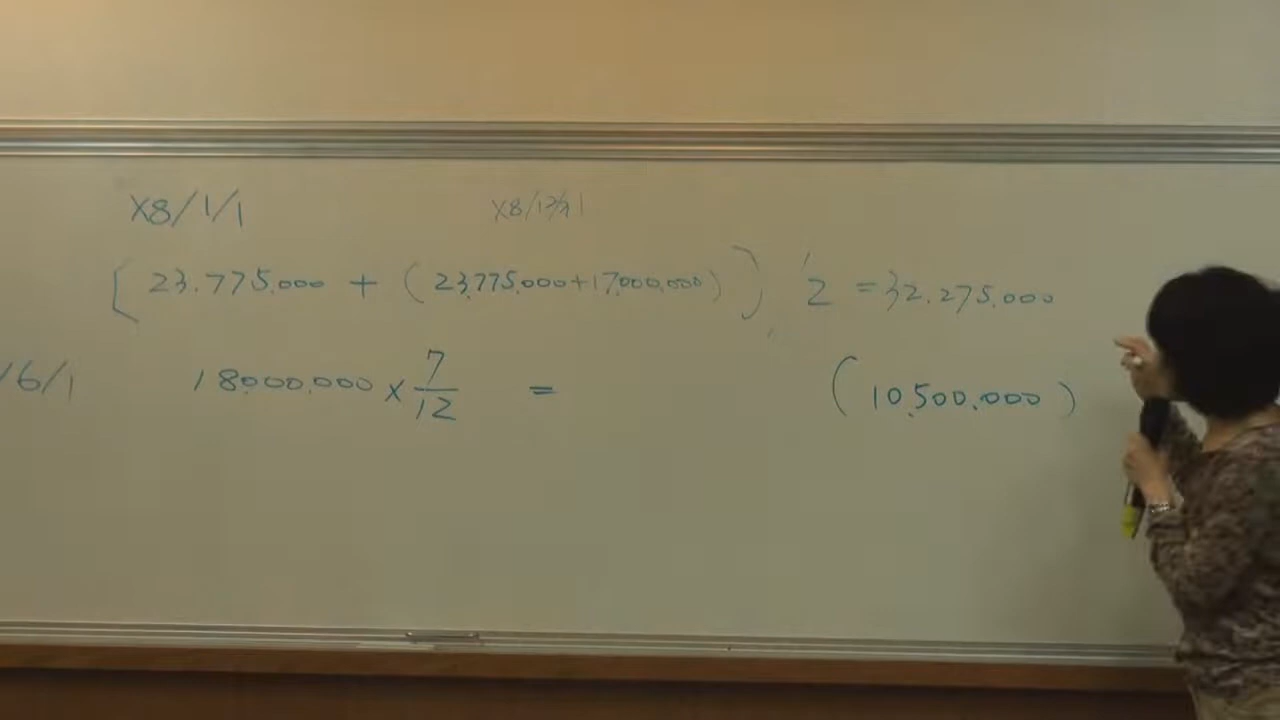 X8/1/1 X8/12/31
[ 23.775.000 + ( 23,775.000+17,000,000 ) ] 2 = 32.275.000
/6/1 18,000,000 x 7/12 = ( 10,500,000 )